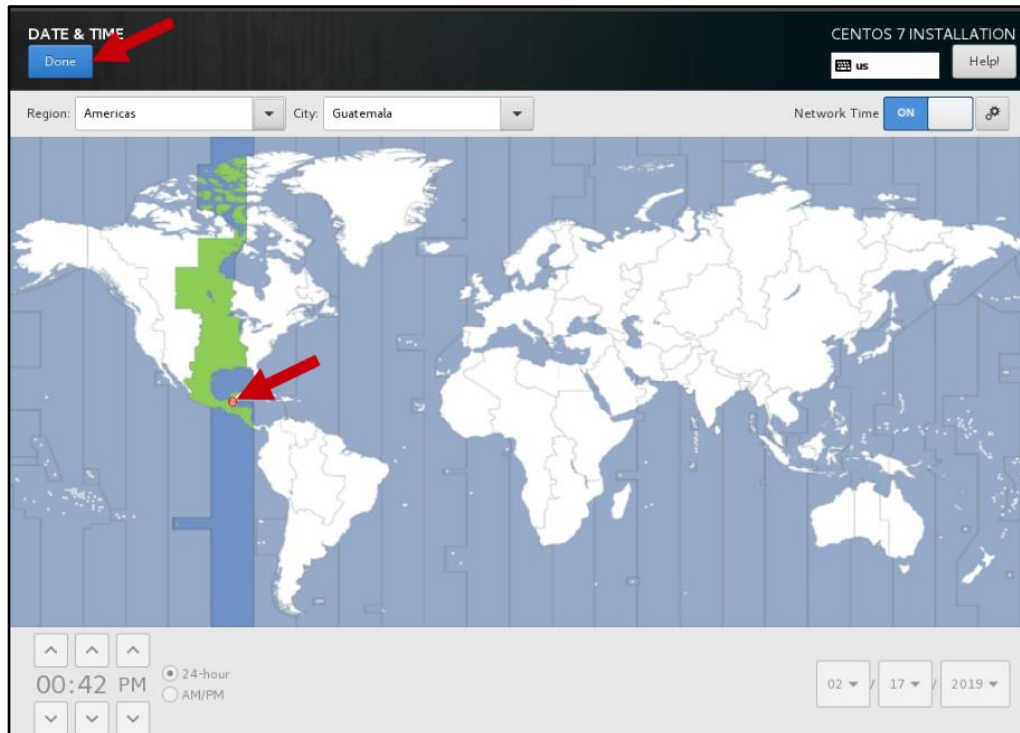 DATE & TIME
CENTOS 7 INSTALLATION
Done
us
Help!
Region: Americas
City: Guatemala
Network Time ON
00:42 PM
24-hour
AM/PM
02 / 17 / 2019